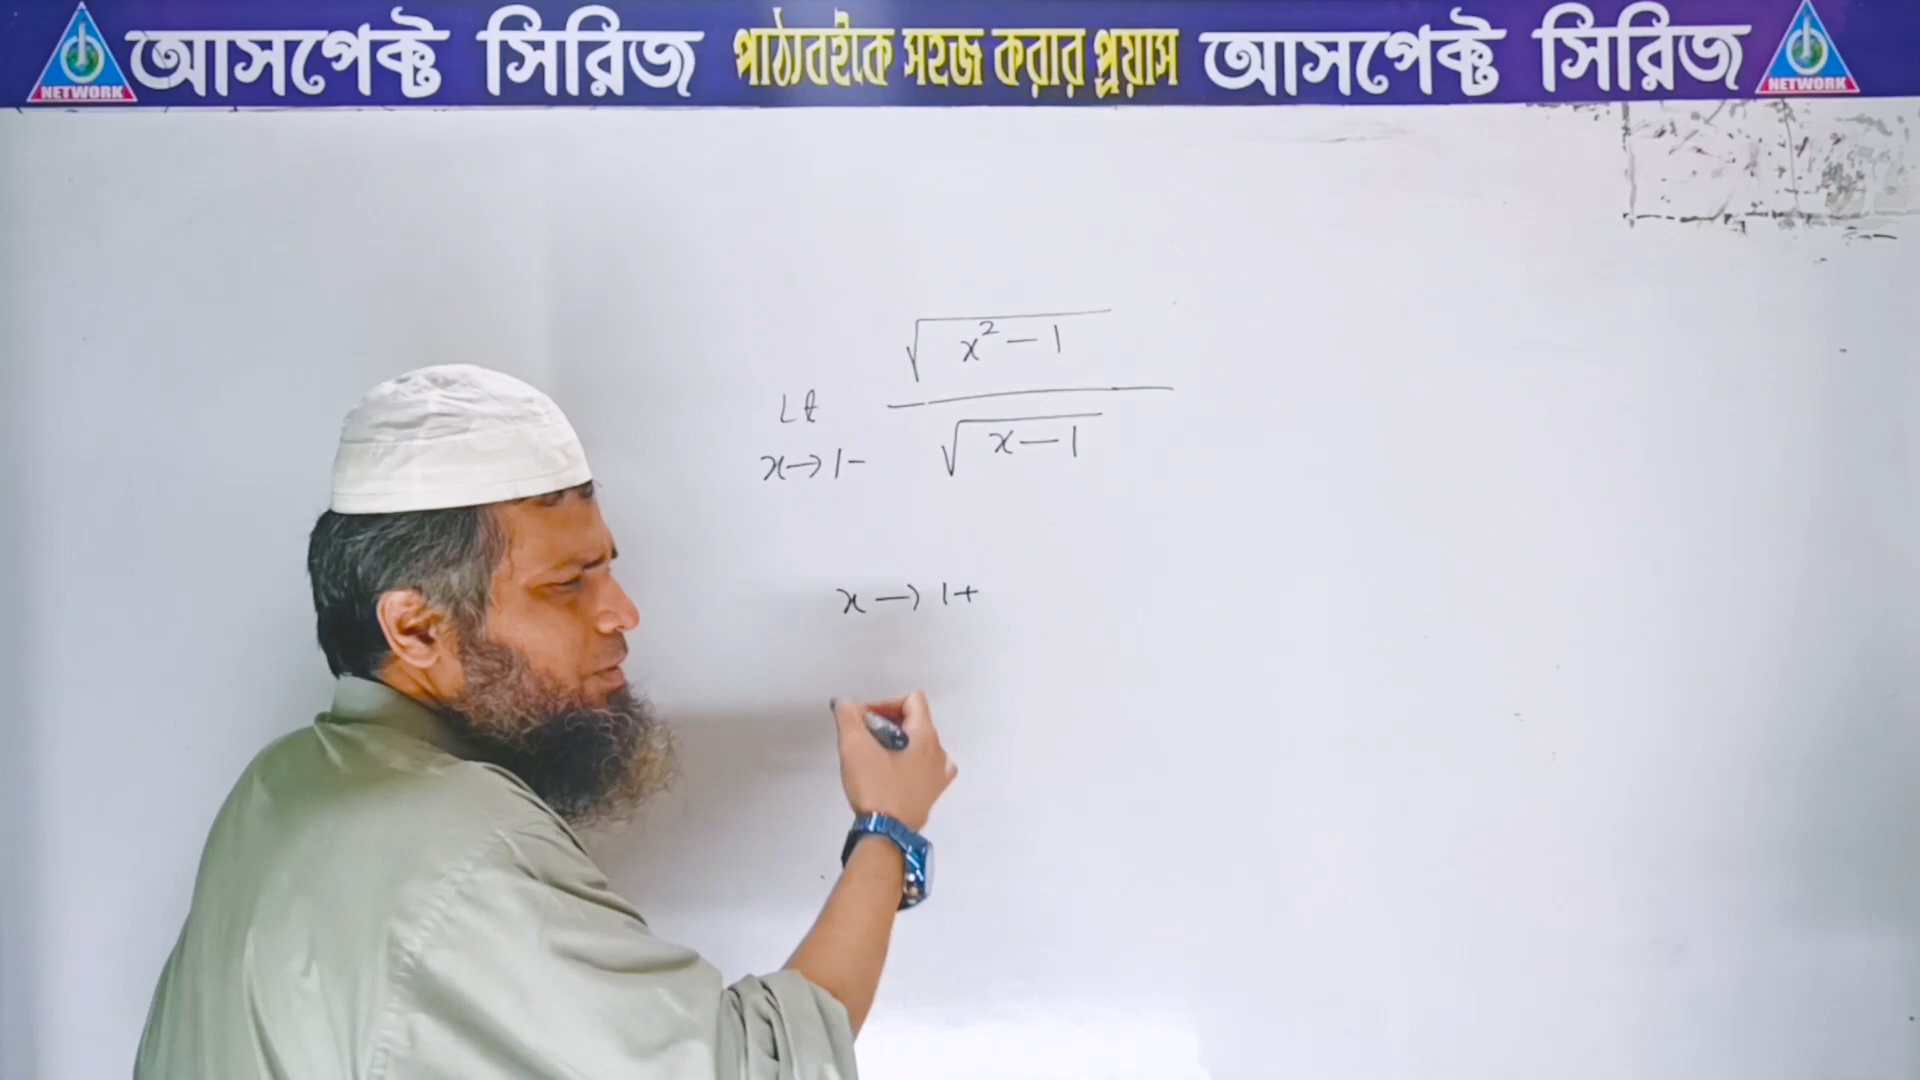 আসপেক্ট সিরিজ পাঠ্যবইকে সহজ করার প্রয়াস আসপেক্ট সিরিজ
NETWORK NETWORK
√(x² − 1)
Lt
√(x − 1)
x → 1−
x → 1+